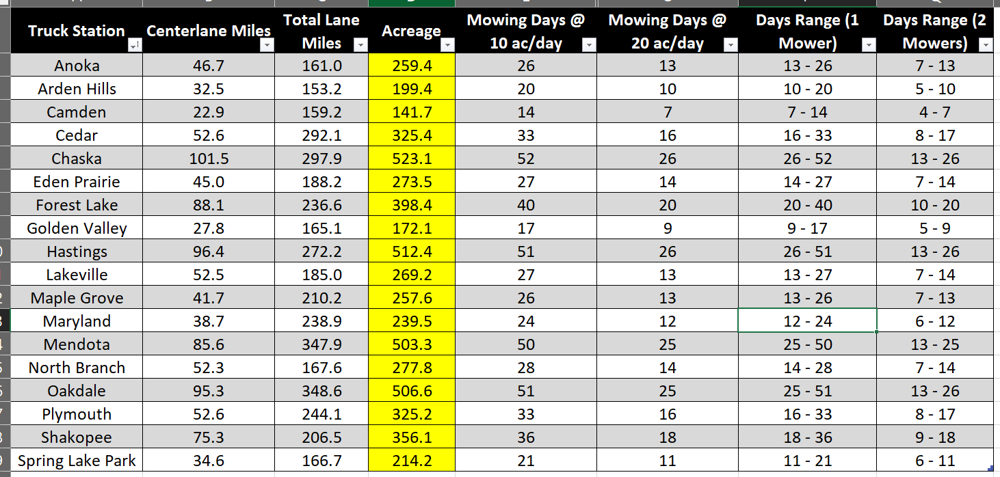 Truck Station Centerlane Miles Total Lane Miles Acreage Mowing Days @ 10 ac/day Mowing Days @ 20 ac/day Days Range (1 Mower) Days Range (2 Mowers)
Anoka 46.7 161.0 259.4 26 13 13 - 26 7 - 13
Arden Hills 32.5 153.2 199.4 20 10 10 - 20 5 - 10
Camden 22.9 159.2 141.7 14 7 7 - 14 4 - 7
Cedar 52.6 292.1 325.4 33 16 16 - 33 8 - 17
Chaska 101.5 297.9 523.1 52 26 26 - 52 13 - 26
Eden Prairie 45.0 188.2 273.5 27 14 14 - 27 7 - 14
Forest Lake 88.1 236.6 398.4 40 20 20 - 40 10 - 20
Golden Valley 27.8 165.1 172.1 17 9 9 - 17 5 - 9
Hastings 96.4 272.2 512.4 51 26 26 - 51 13 - 26
Lakeville 52.5 185.0 269.2 27 13 13 - 27 7 - 14
Maple Grove 41.7 210.2 257.6 26 13 13 - 26 7 - 13
Maryland 38.7 238.9 239.5 24 12 12 - 24 6 - 12
Mendota 85.6 347.9 503.3 50 25 25 - 50 13 - 25
North Branch 52.3 167.6 277.8 28 14 14 - 28 7 - 14
Oakdale 95.3 348.6 506.6 51 25 25 - 51 13 - 26
Plymouth 52.6 244.1 325.2 33 16 16 - 33 8 - 17
Shakopee 75.3 206.5 356.1 36 18 18 - 36 9 - 18
Spring Lake Park 34.6 166.7 214.2 21 11 11 - 21 6 - 11